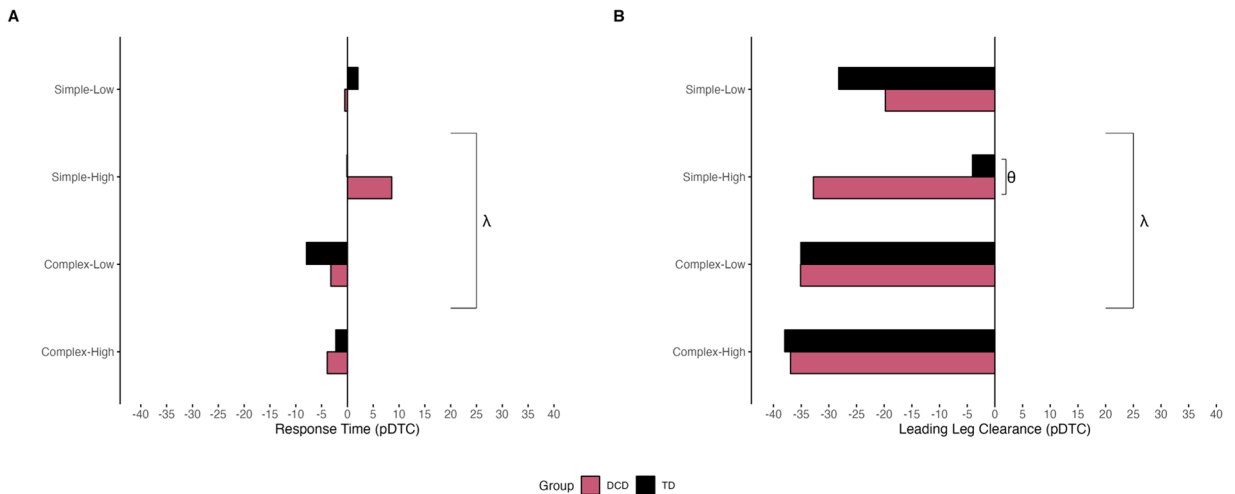 A
Simple-Low
Simple-High
Complex-Low
Complex-High
λ
-40 -35 -30 -25 -20 -15 -10 -5 0 5 10 15 20 25 30 35 40
Response Time (pDTC)
B
Simple-Low
Simple-High
Complex-Low
Complex-High
θ
λ
-40 -35 -30 -25 -20 -15 -10 -5 0 5 10 15 20 25 30 35 40
Leading Leg Clearance (pDTC)
Group DCD TD